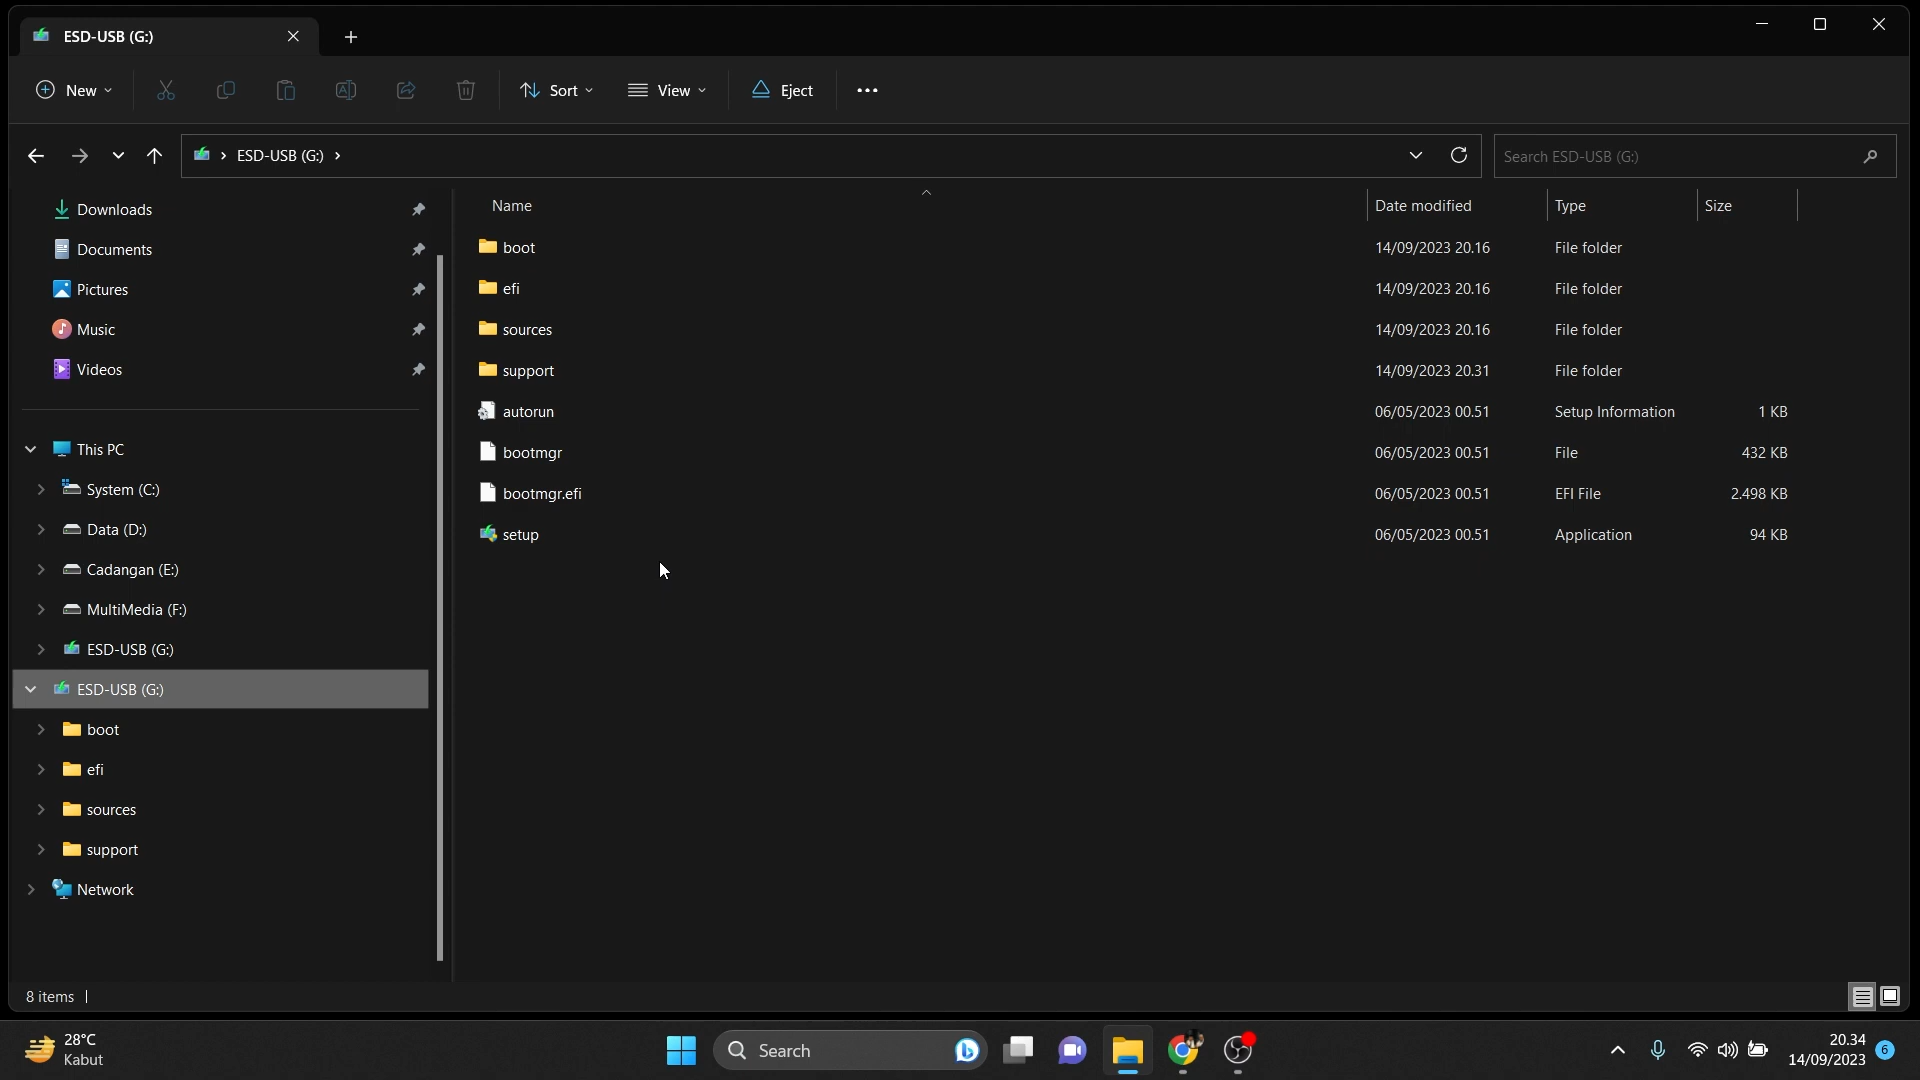 ESD-USB (G:)
New
Sort
View
Eject
ESD-USB (G:)
Search ESD-USB (G:)
Downloads
Documents
Pictures
Music
Videos
This PC
System (C:)
Data (D:)
Cadangan (E:)
MultiMedia (F:)
ESD-USB (G:)
ESD-USB (G:)
boot
efi
sources
support
Network
Name Date modified Type Size
boot 14/09/2023 20.16 File folder
efi 14/09/2023 20.16 File folder
sources 14/09/2023 20.16 File folder
support 14/09/2023 20.31 File folder
autorun 06/05/2023 00.51 Setup Information 1 KB
bootmgr 06/05/2023 00.51 File 432 KB
bootmgr.efi 06/05/2023 00.51 EFI File 2.498 KB
setup 06/05/2023 00.51 Application 94 KB
8 items
28°C
Kabut
Search
20.34
14/09/2023
6